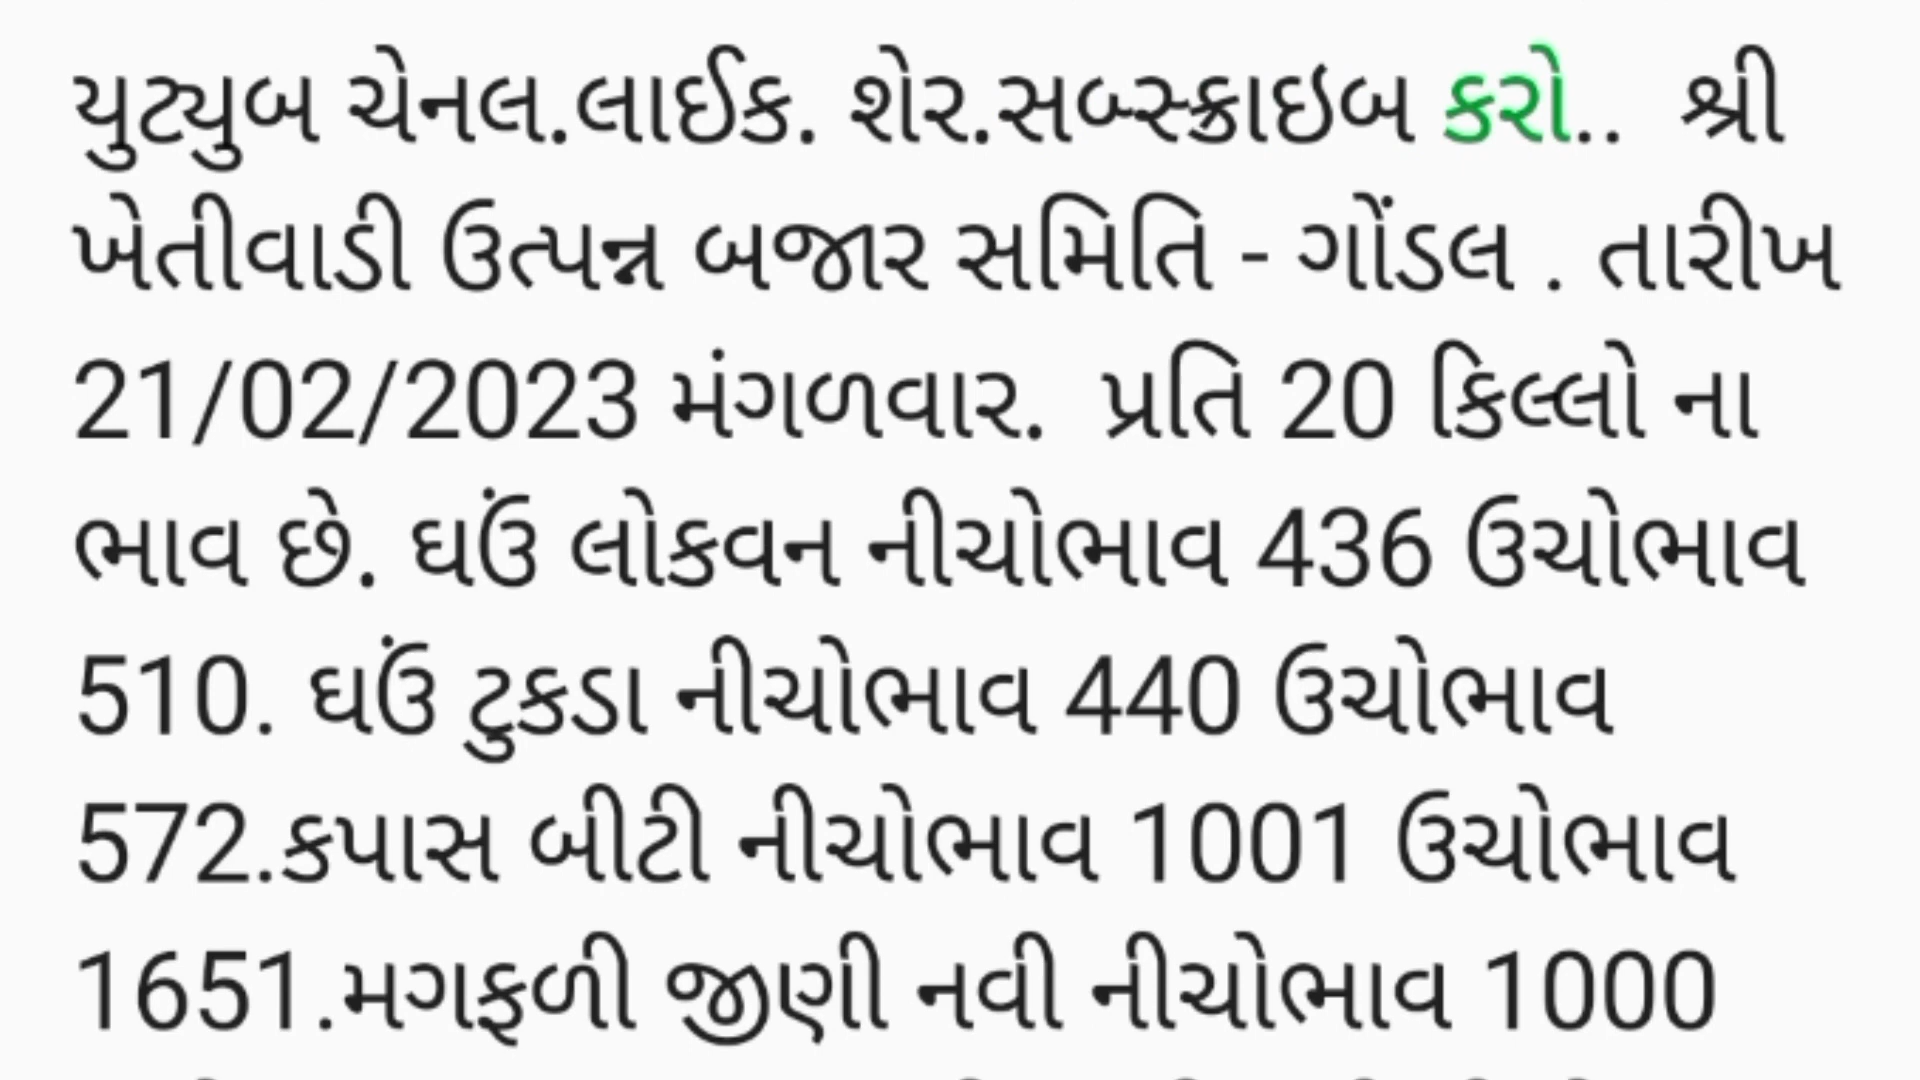 યુટ્યુબ ચેનલ.લાઈક. શેર.સબ્સ્ક્રાઇબ કરો..  શ્રી
ખેતીવાડી ઉત્પન્ન બજાર સમિતિ - ગોંડલ . તારીખ
21/02/2023 મંગળવાર.  પ્રતિ 20 કિલ્લો ના
ભાવ છે. ઘઉં લોકવન નીચોભાવ 436 ઉચોભાવ
510. ઘઉં ટુકડા નીચોભાવ 440 ઉચોભાવ
572.કપાસ બીટી નીચોભાવ 1001 ઉચોભાવ
1651.મગફળી જીણી નવી નીચોભાવ 1000